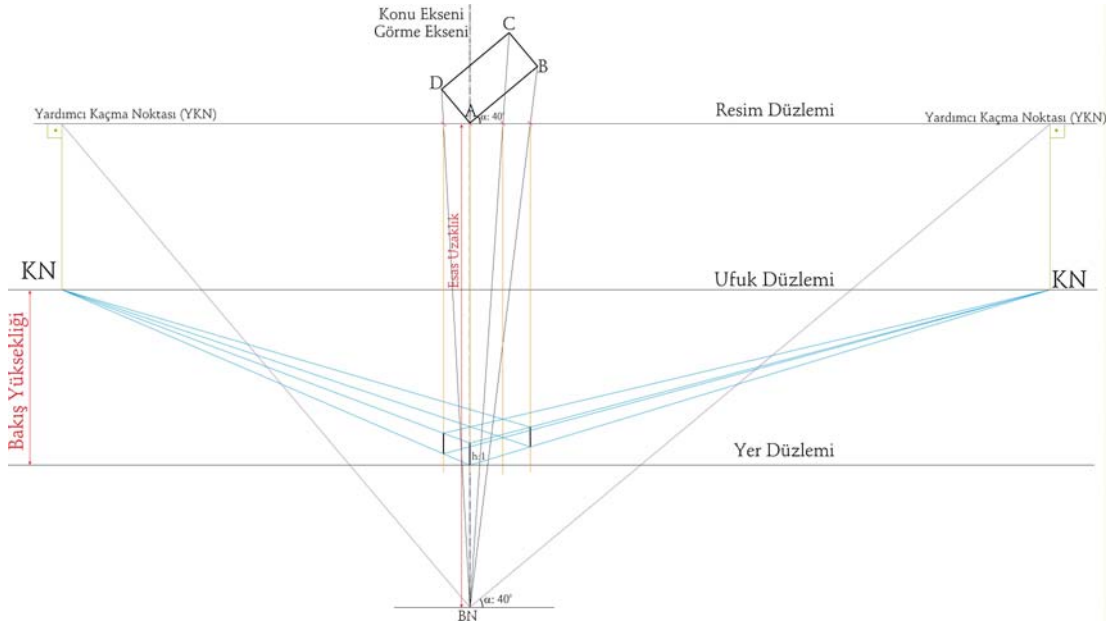 Konu Ekseni
Görme Ekseni
C
B
D
A
α: 40°
Yardımcı Kaçma Noktası (YKN)
Resim Düzlemi
Yardımcı Kaçma Noktası (YKN)
Esas Uzaklık
KN
Ufuk Düzlemi
KN
Bakış Yüksekliği
h:1
Yer Düzlemi
α: 40°
BN